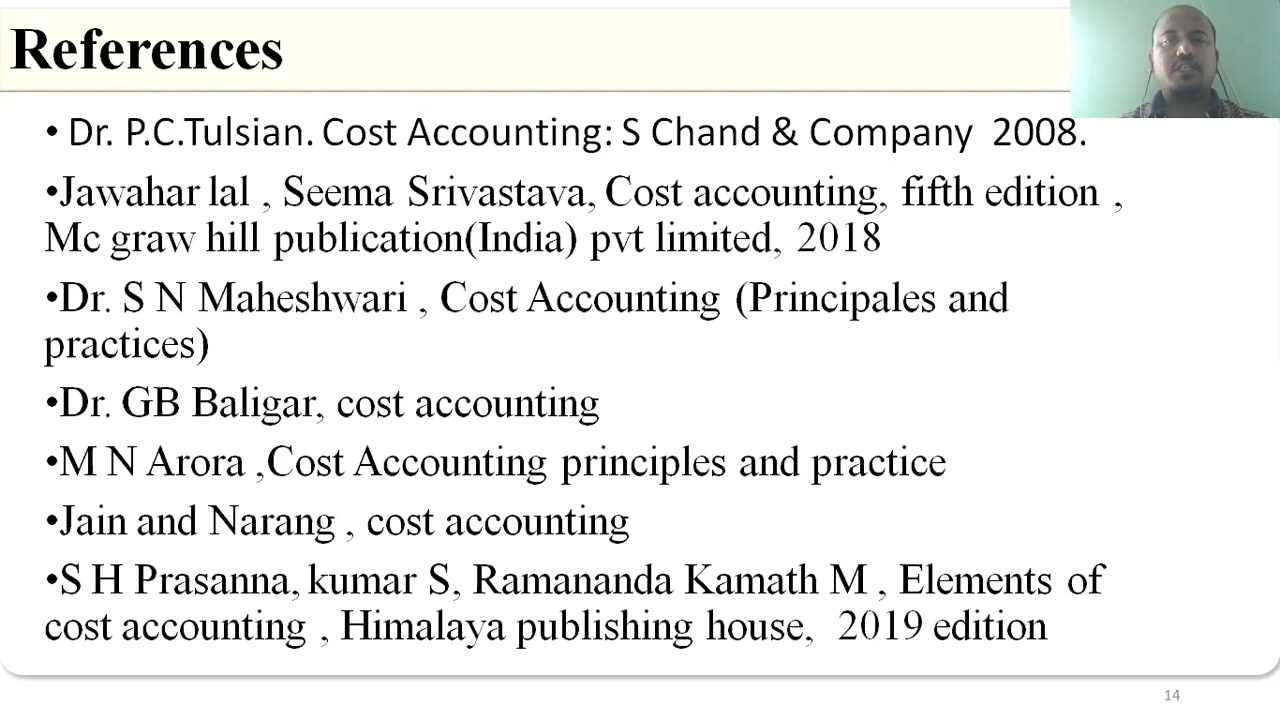 References
• Dr. P.C.Tulsian. Cost Accounting: S Chand & Company 2008.
•Jawahar lal , Seema Srivastava, Cost accounting, fifth edition ,
Mc graw hill publication(India) pvt limited, 2018
•Dr. S N Maheshwari , Cost Accounting (Principales and
practices)
•Dr. GB Baligar, cost accounting
•M N Arora ,Cost Accounting principles and practice
•Jain and Narang , cost accounting
•S H Prasanna, kumar S, Ramananda Kamath M , Elements of
cost accounting , Himalaya publishing house, 2019 edition
14